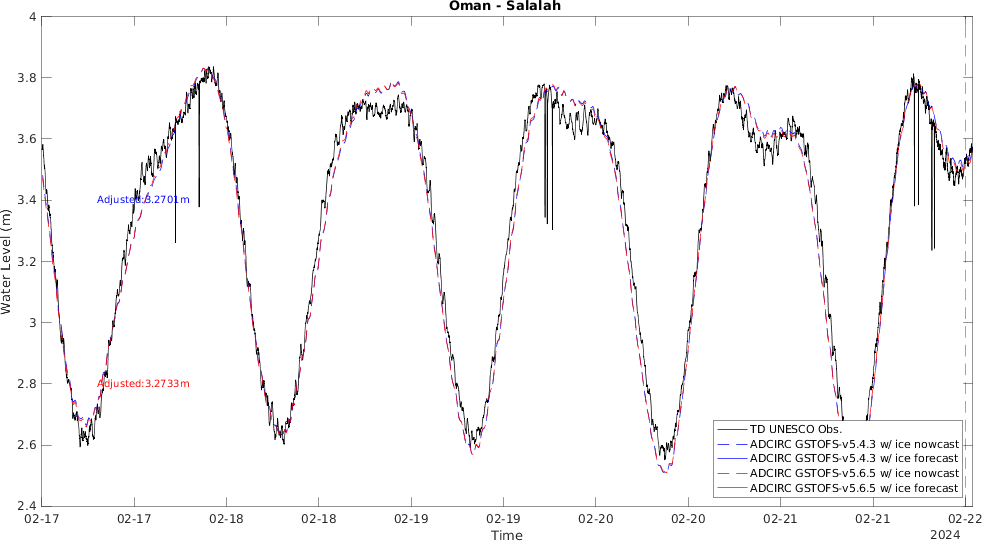 Oman - Salalah
4
3.8
3.6
3.4
3.2
3
2.8
2.6
2.4
Water Level (m)
Adjusted:3.2701m
Adjusted:3.2733m
TD UNESCO Obs.
ADCIRC GSTOFS-v5.4.3 w/ ice nowcast
ADCIRC GSTOFS-v5.4.3 w/ ice forecast
ADCIRC GSTOFS-v5.6.5 w/ ice nowcast
ADCIRC GSTOFS-v5.6.5 w/ ice forecast
02-17 02-17 02-18 02-18 02-19 02-19 02-20 02-20 02-21 02-21 02-22
Time
2024